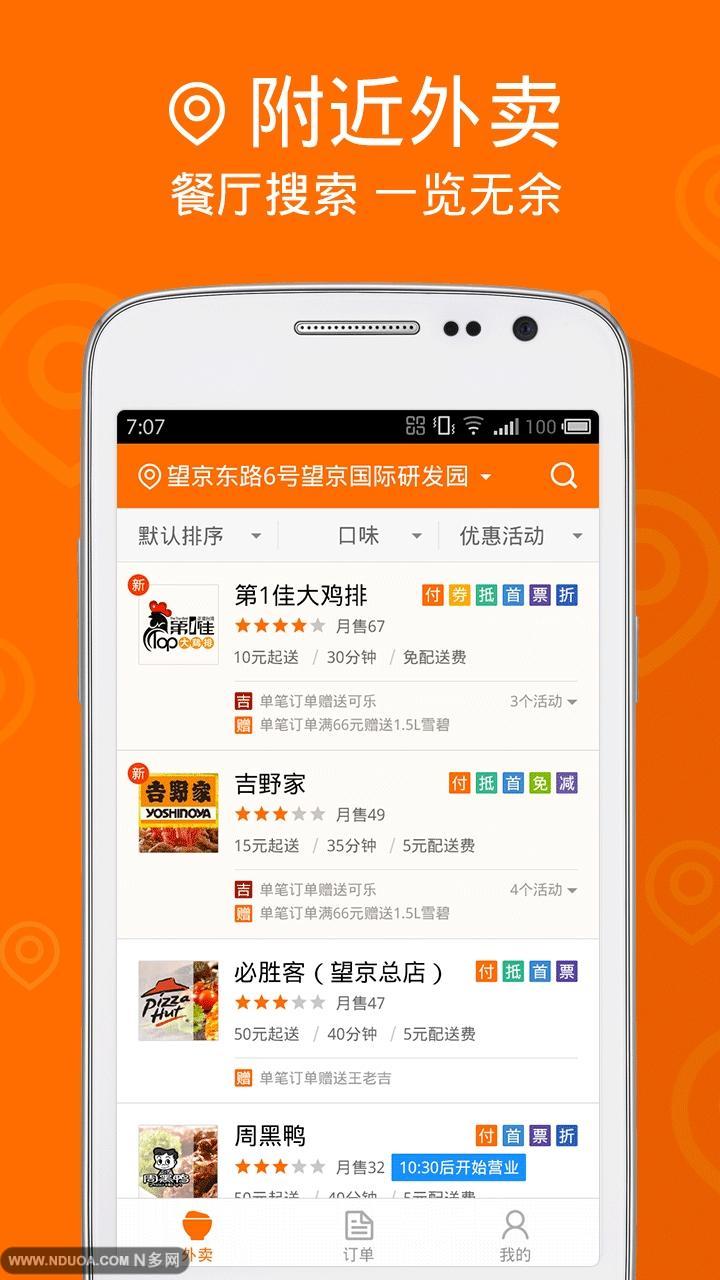 附近外卖
餐厅搜索 一览无余
7:07 100
望京东路6号望京国际研发园
默认排序 口味 优惠活动
新
第1佳大鸡排 付 券 抵 首 票 折
第1佳
Top 大鸡排
月售67
10元起送 / 30分钟 / 免配送费
吉 单笔订单赠送可乐 3个活动
赠 单笔订单满66元赠送1.5L雪碧
新
吉野家 付 抵 首 免 减
吉野家
YOSHINOYA
月售49
15元起送 / 35分钟 / 5元配送费
吉 单笔订单赠送可乐 4个活动
赠 单笔订单满66元赠送1.5L雪碧
必胜客（望京总店） 付 抵 首 票
Pizza
Hut
月售47
50元起送 / 40分钟 / 5元配送费
赠 单笔订单赠送王老吉
周黑鸭 付 首 票 折
周黑鸭
月售32 10:30后开始营业
50元起送 / 40分钟 / 5元配送费
外卖 订单 我的
WWW.NDUOA.COM N多网